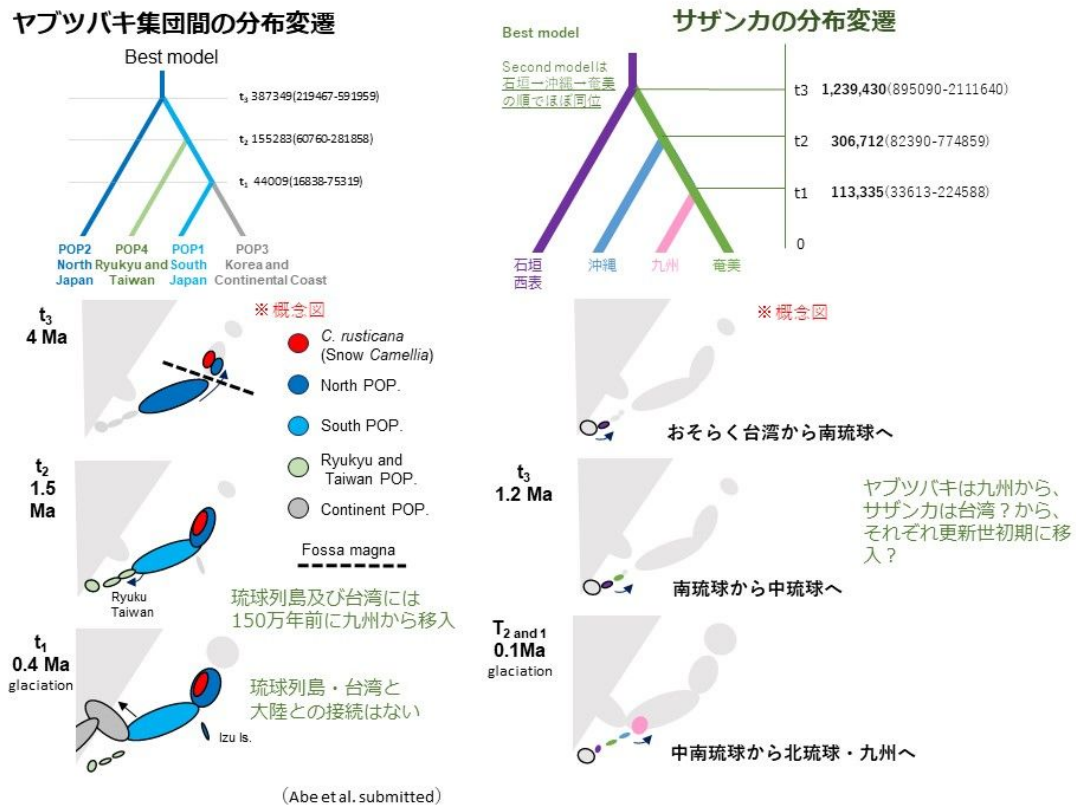 ヤブツバキ集団間の分布変遷
Best model
t3 387349(219467-591959)
t2 155283(60760-281858)
t1 44009(16838-75319)
POP2
North
Japan
POP4
Ryukyu and
Taiwan
POP1
South
Japan
POP3
Korea and
Continental Coast
※概念図
t3
4 Ma
C. rusticana
(Snow Camellia)
North POP.
South POP.
Ryukyu and
Taiwan POP.
Continent POP.
Fossa magna
t2
1.5
Ma
Ryuku
Taiwan
琉球列島及び台湾には
150万年前に九州から移入
t1
0.4 Ma
glaciation
琉球列島・台湾と
大陸との接続はない
Izu Is.
(Abe et al. submitted)
サザンカの分布変遷
Best model
Second modelは
石垣→沖縄→奄美
の順でほぼ同位
t3 1,239,430(895090-2111640)
t2 306,712(82390-774859)
t1 113,335(33613-224588)
0
石垣
西表
沖縄
九州
奄美
※概念図
おそらく台湾から南琉球へ
t3
1.2 Ma
南琉球から中琉球へ
ヤブツバキは九州から、
サザンカは台湾？から、
それぞれ更新世初期に移
入？
T2 and 1
0.1Ma
glaciation
中南琉球から北琉球・九州へ